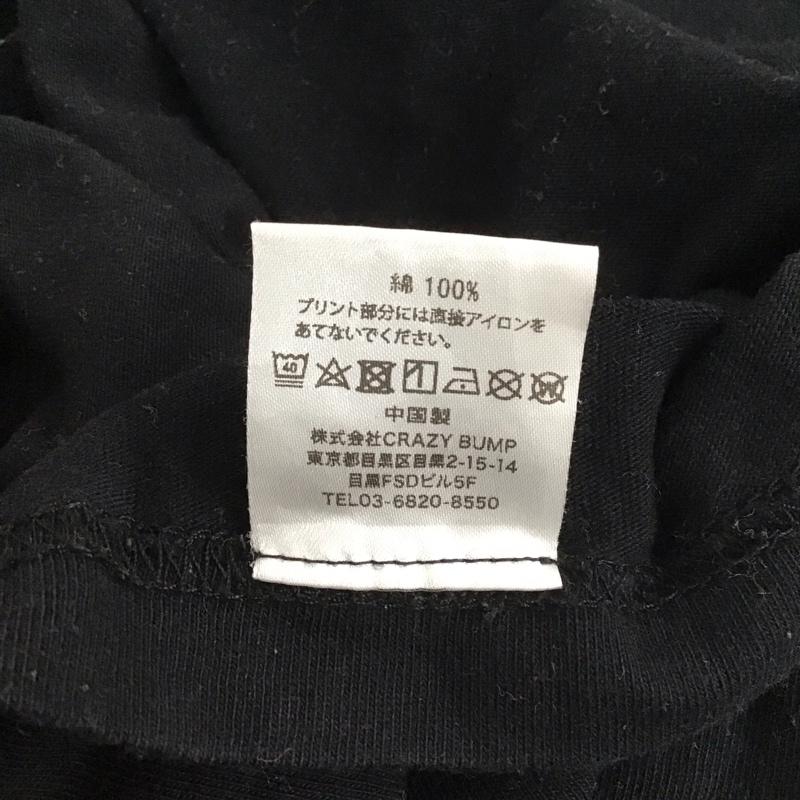 綿 100%
プリント部分には直接アイロンを
あてないでください。
40 W
中国製
株式会社CRAZY BUMP
東京都目黒区目黒2-15-14
目黒FSDビル5F
TEL03-6820-8550